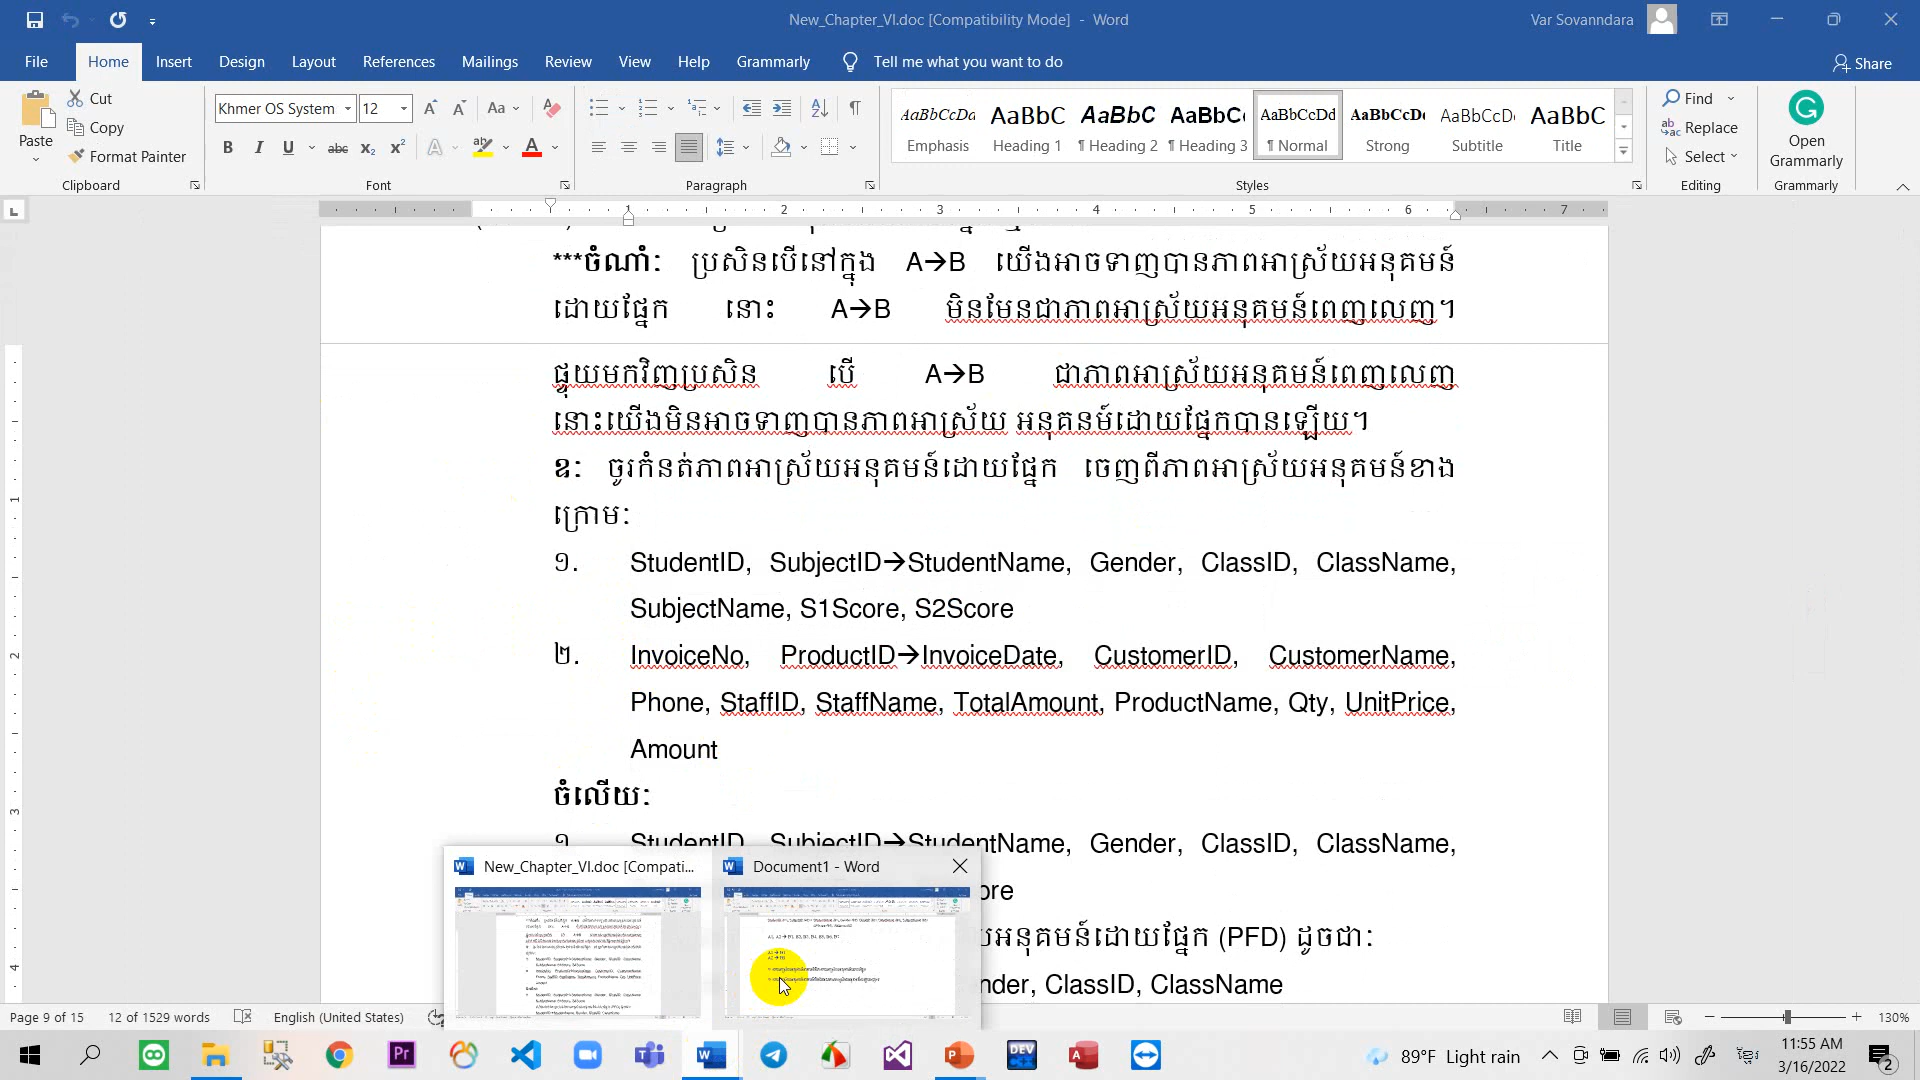 New_Chapter_VI.doc [Compatibility Mode] - Word
Var Sovanndara
File Home Insert Design Layout References Mailings Review View Help Grammarly Tell me what you want to do Share
Paste
Cut
Copy
Format Painter
Clipboard
Khmer OS System 12
Font
Paragraph
AaBbCcDd AaBbC AaBbC AaBbC AaBbCcDd AaBbCcD AaBbCcD AaBbC
Emphasis Heading 1 ¶ Heading 2 ¶ Heading 3 ¶ Normal Strong Subtitle Title
Styles
Find
Replace
Select
Editing
Open
Grammarly
Grammarly
1 2 3 4 5 6 7
***ចំណាំៈ ប្រសិនបើនៅក្នុង A→B យើងអាចទាញបានភាពអាស្រ័យអនុគមន៍
ដោយផ្នែក នោះ A→B មិនមែនជាភាពអាស្រ័យអនុគមន៍ពេញលេញ។
ផ្ទុយមកវិញប្រសិន បើ A→B ជាភាពអាស្រ័យអនុគមន៍ពេញលេញ
នោះយើងមិនអាចទាញបានភាពអាស្រ័យ អនុគនម៍ដោយផ្នែកបានឡើយ។
ឧៈ ចូរកំនត់ភាពអាស្រ័យអនុគមន៍ដោយផ្នែក ចេញពីភាពអាស្រ័យអនុគមន៍ខាង
ក្រោមៈ
១. StudentID, SubjectID→StudentName, Gender, ClassID, ClassName,
SubjectName, S1Score, S2Score
២. InvoiceNo, ProductID→InvoiceDate, CustomerID, CustomerName,
Phone, StaffID, StaffName, TotalAmount, ProductName, Qty, UnitPrice,
Amount
ចំលើយៈ
១. StudentID, SubjectID→StudentName, Gender, ClassID, ClassName,
ore
យអនុគមន៍ដោយផ្នែក (PFD) ដូចជាៈ
nder, ClassID, ClassName
New_Chapter_VI.doc [Compati...
Document1 - Word
Page 9 of 15 12 of 1529 words English (United States) 130%
89°F Light rain
ខ្មែរ
11:55 AM
3/16/2022
2